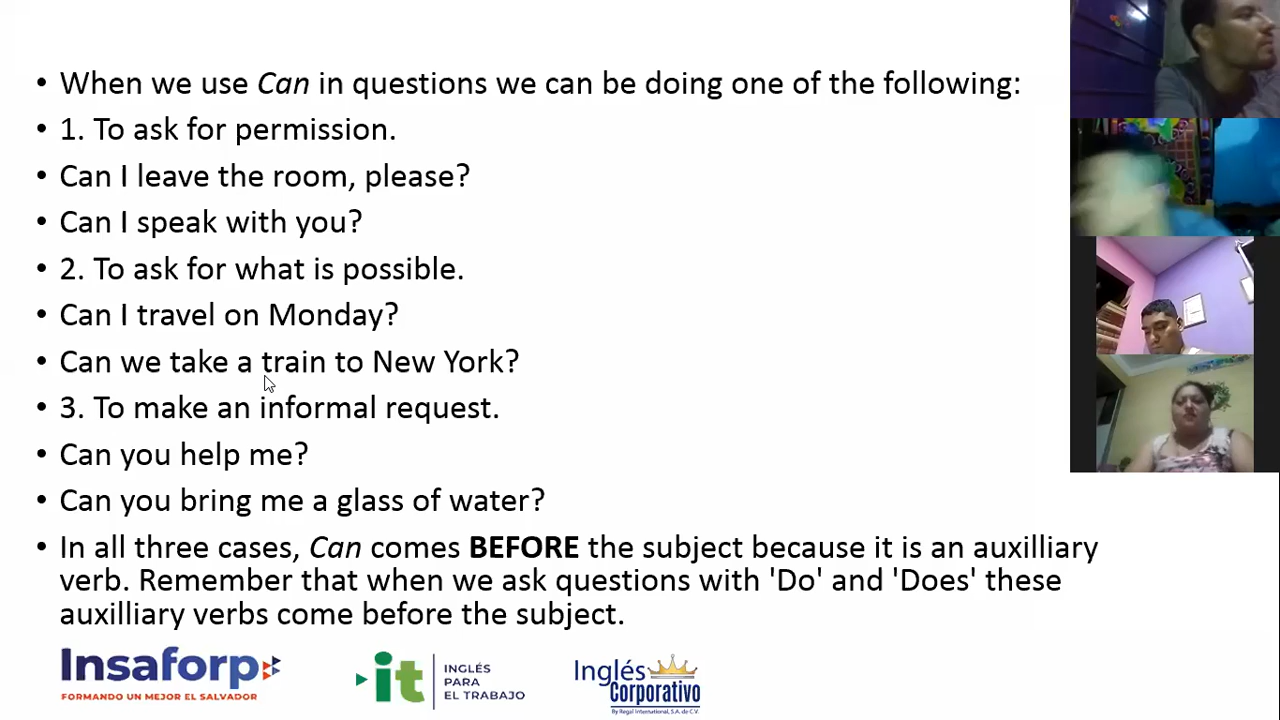 • When we use Can in questions we can be doing one of the following:
• 1. To ask for permission.
• Can I leave the room, please?
• Can I speak with you?
• 2. To ask for what is possible.
• Can I travel on Monday?
• Can we take a train to New York?
• 3. To make an informal request.
• Can you help me?
• Can you bring me a glass of water?
• In all three cases, Can comes BEFORE the subject because it is an auxilliary
verb. Remember that when we ask questions with 'Do' and 'Does' these
auxilliary verbs come before the subject.
Insaforp
FORMANDO UN MEJOR EL SALVADOR
it
INGLÉS
PARA
EL TRABAJO
Inglés
Corporativo
By Regal International, S.A. de C.V.